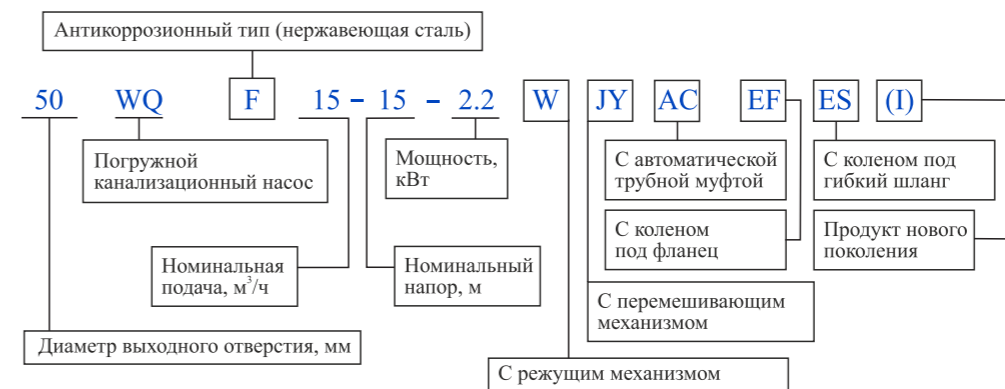 Антикоррозионный тип (нержавеющая сталь)
50 WQ F 15 – 15 – 2.2 W JY AC EF ES (I)
Погружной
канализационный насос
Мощность,
кВт
С автоматической
трубной муфтой
С коленом под
гибкий шланг
С коленом
под фланец
Продукт нового
поколения
Номинальная
подача, м³/ч
Номинальный
напор, м
С перемешивающим
механизмом
Диаметр выходного отверстия, мм
С режущим механизмом